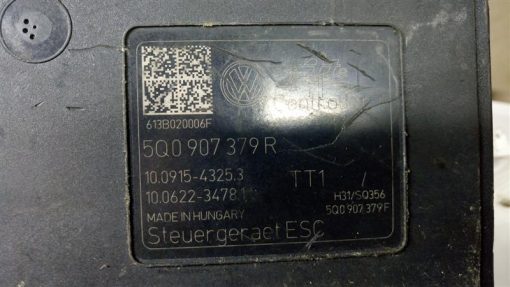 613B020006F
5Q0 907 379 R
10.0915-4325.3
TT1 /
10.0622-3478.1
H31/SQ356
5Q0 907 379 F
MADE IN HUNGARY
Steuergeraet ESC